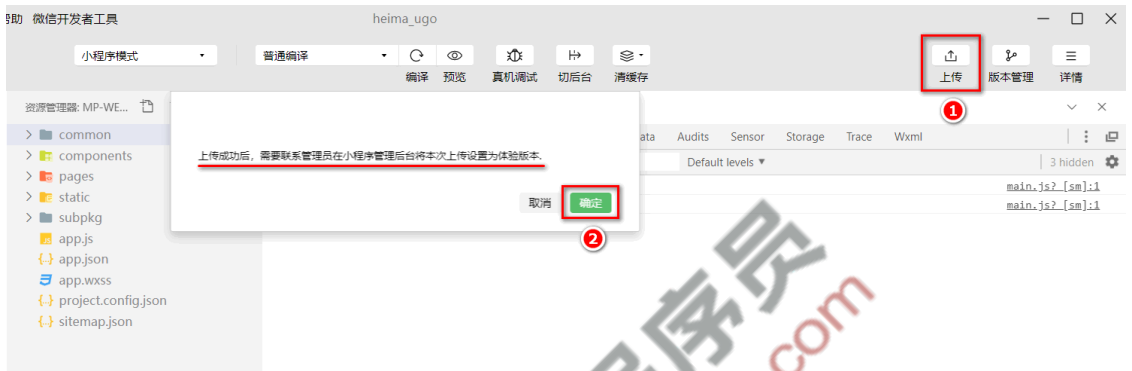 帮助 微信开发者工具 heima_ugo
小程序模式 普通编译
编译 预览 真机调试 切后台 清缓存 上传 版本管理 详情
1
资源管理器: MP-WE...
common
components
pages
static
subpkg
app.js
app.json
app.wxss
project.config.json
sitemap.json
上传成功后，需要联系管理员在小程序管理后台将本次上传设置为体验版本.
取消 确定
2
ata Audits Sensor Storage Trace Wxml
Default levels ▼ 3 hidden
main.js? [sm]:1
main.js? [sm]:1
程序员
.com